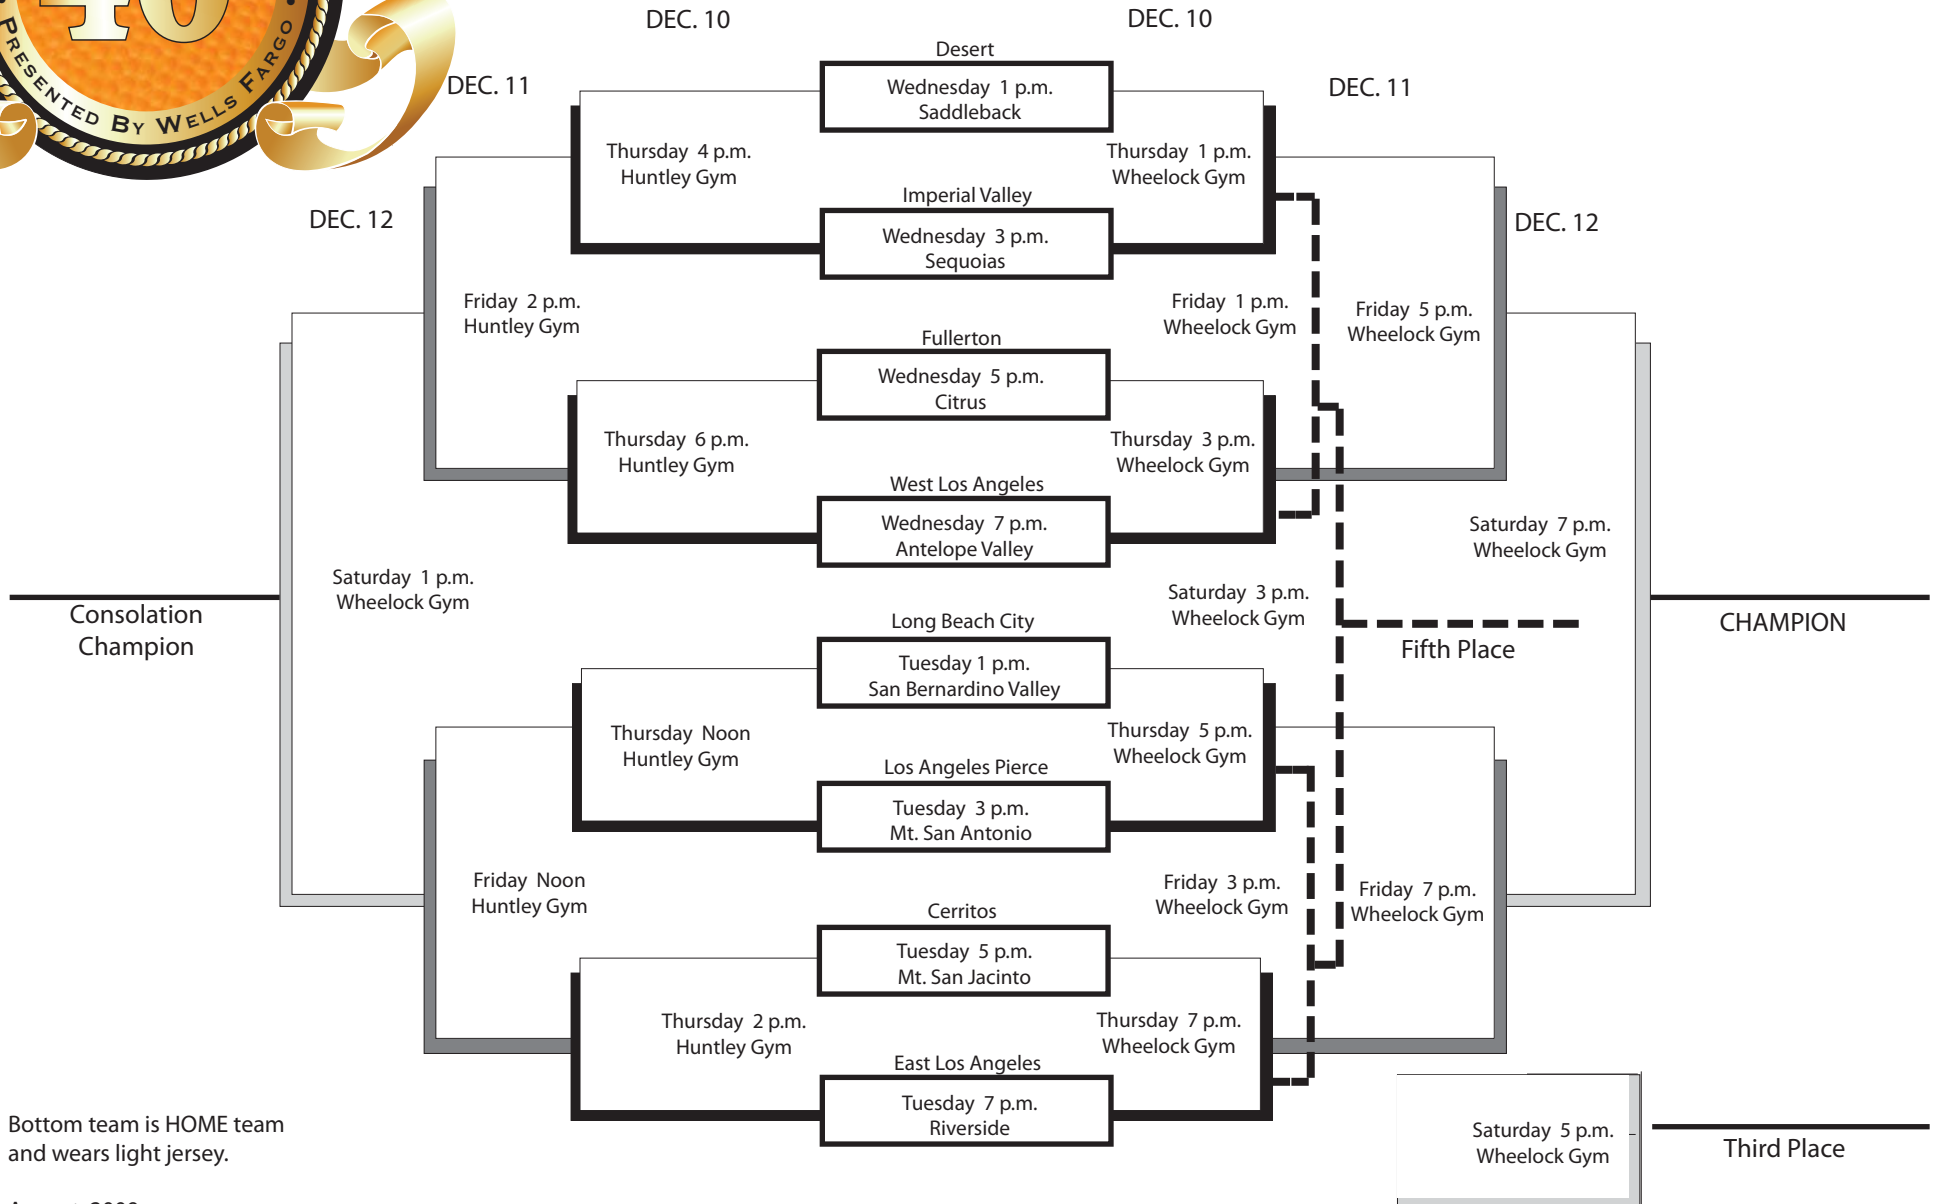 46
• PRESENTED BY WELLS FARGO •
DEC. 10
DEC. 10
DEC. 11
DEC. 11
DEC. 12
DEC. 12
Desert
Wednesday 1 p.m.
Saddleback
Thursday 4 p.m.
Huntley Gym
Thursday 1 p.m.
Wheelock Gym
Imperial Valley
Wednesday 3 p.m.
Sequoias
Friday 2 p.m.
Huntley Gym
Friday 1 p.m.
Wheelock Gym
Friday 5 p.m.
Wheelock Gym
Fullerton
Wednesday 5 p.m.
Citrus
Thursday 6 p.m.
Huntley Gym
Thursday 3 p.m.
Wheelock Gym
West Los Angeles
Wednesday 7 p.m.
Antelope Valley
Saturday 7 p.m.
Wheelock Gym
Saturday 1 p.m.
Wheelock Gym
Saturday 3 p.m.
Wheelock Gym
Consolation
Champion
CHAMPION
Fifth Place
Long Beach City
Tuesday 1 p.m.
San Bernardino Valley
Thursday Noon
Huntley Gym
Thursday 5 p.m.
Wheelock Gym
Los Angeles Pierce
Tuesday 3 p.m.
Mt. San Antonio
Friday Noon
Huntley Gym
Friday 3 p.m.
Wheelock Gym
Friday 7 p.m.
Wheelock Gym
Cerritos
Tuesday 5 p.m.
Mt. San Jacinto
Thursday 2 p.m.
Huntley Gym
Thursday 7 p.m.
Wheelock Gym
East Los Angeles
Tuesday 7 p.m.
Riverside
Bottom team is HOME team
and wears light jersey.
Saturday 5 p.m.
Wheelock Gym
Third Place